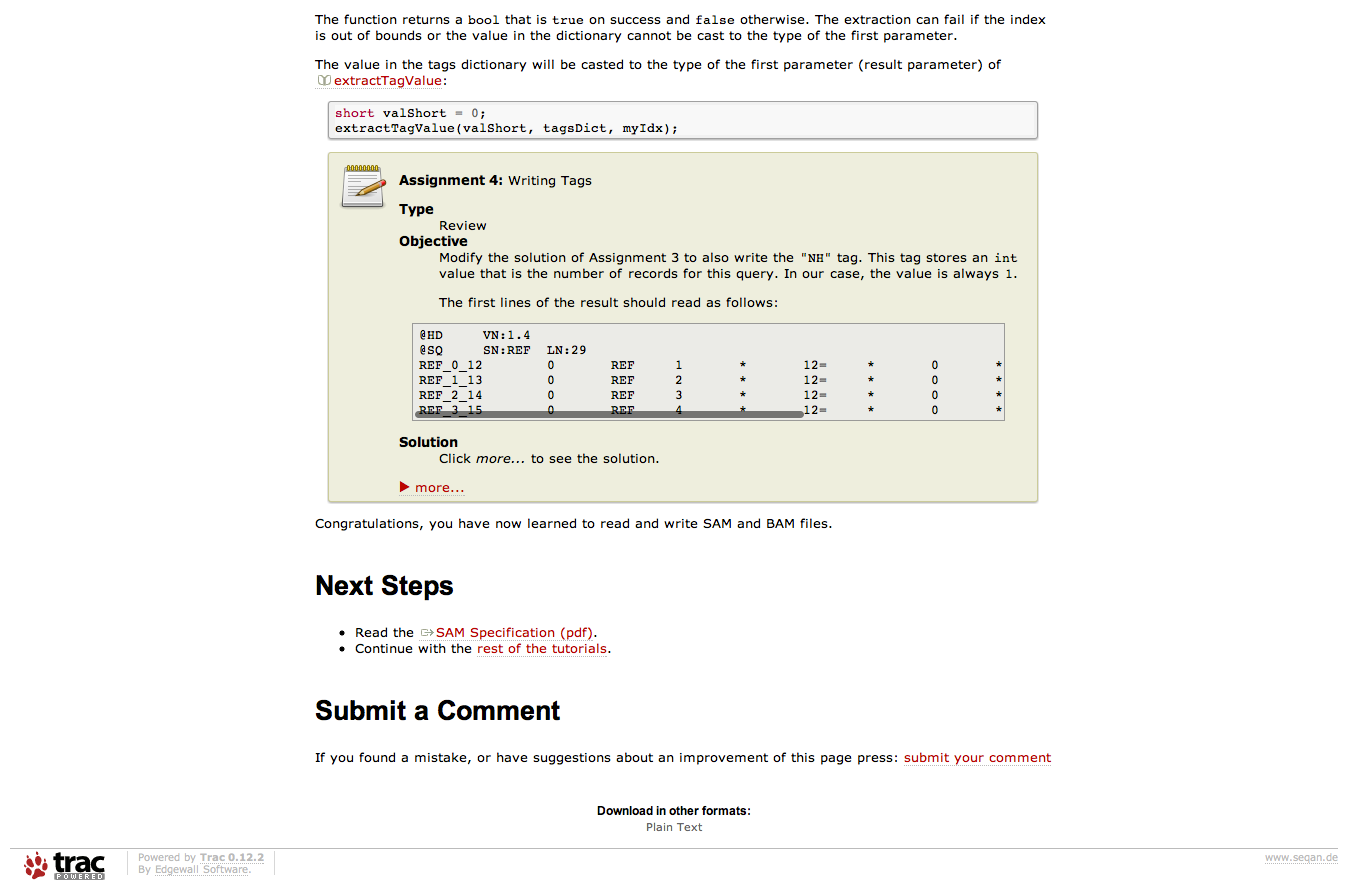 The function returns a bool that is true on success and false otherwise. The extraction can fail if the index
is out of bounds or the value in the dictionary cannot be cast to the type of the first parameter.
The value in the tags dictionary will be casted to the type of the first parameter (result parameter) of
extractTagValue:
short valShort = 0;
extractTagValue(valShort, tagsDict, myIdx);
Assignment 4: Writing Tags
Type
Review
Objective
Modify the solution of Assignment 3 to also write the "NH" tag. This tag stores an int
value that is the number of records for this query. In our case, the value is always 1.
The first lines of the result should read as follows:
@HD VN:1.4
@SQ SN:REF LN:29
REF_0_12 0 REF 1 * 12= * 0 *
REF_1_13 0 REF 2 * 12= * 0 *
REF_2_14 0 REF 3 * 12= * 0 *
REF_3_15 0 REF 4 * 12= * 0 *
Solution
Click more... to see the solution.
more...
Congratulations, you have now learned to read and write SAM and BAM files.
Next Steps
• Read the SAM Specification (pdf).
• Continue with the rest of the tutorials.
Submit a Comment
If you found a mistake, or have suggestions about an improvement of this page press: submit your comment
Download in other formats:
Plain Text
trac
POWERED
Powered by Trac 0.12.2
By Edgewall Software.
www.seqan.de